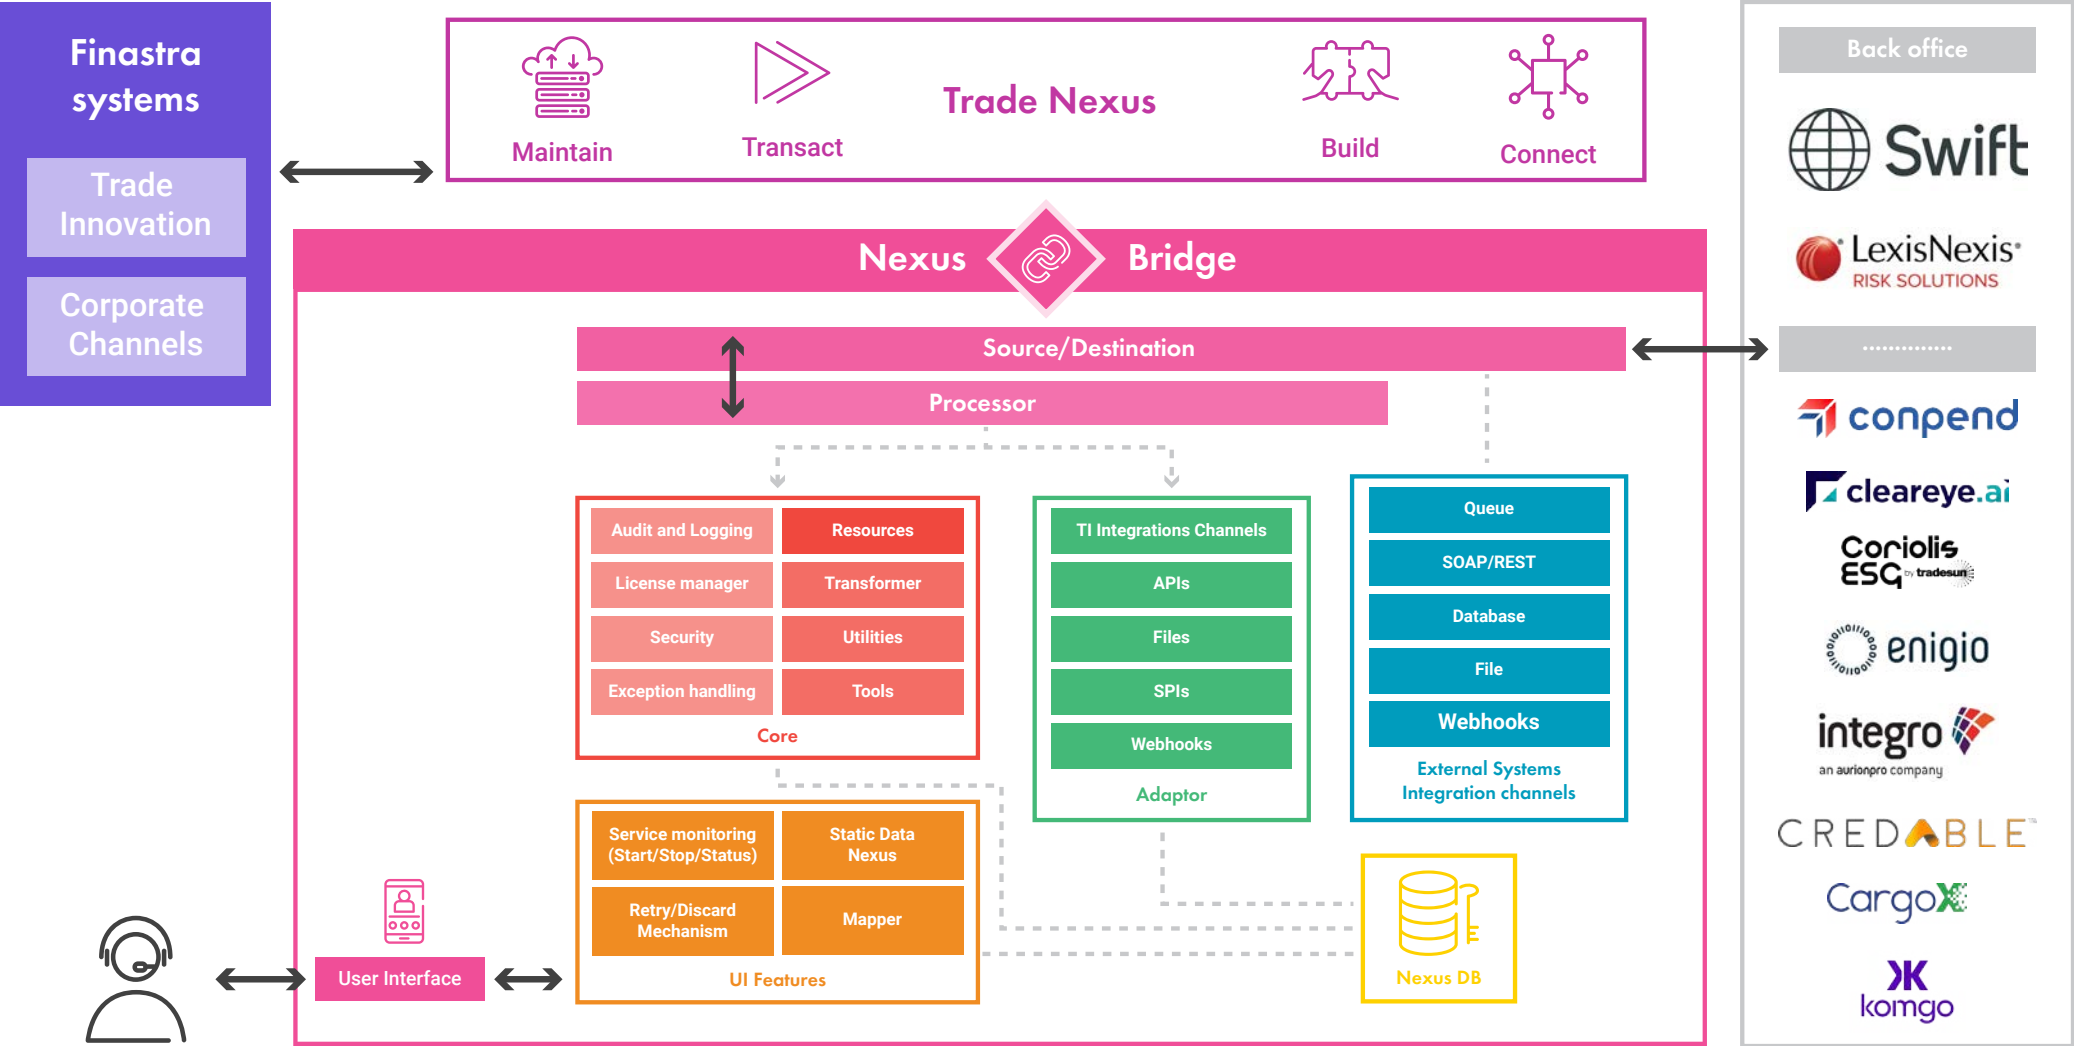 Finastra
systems
Trade
Innovation
Corporate
Channels
Maintain
Transact
Trade Nexus
Build
Connect
Nexus
Bridge
Source/Destination
Processor
Audit and Logging
License manager
Security
Exception handling
Resources
Transformer
Utilities
Tools
Core
TI Integrations Channels
APIs
Files
SPIs
Webhooks
Adaptor
Queue
SOAP/REST
Database
File
Webhooks
External Systems
Integration channels
Service monitoring
(Start/Stop/Status)
Static Data
Nexus
Retry/Discard
Mechanism
Mapper
UI Features
User Interface
Nexus DB
Back office
Swift
LexisNexis®
RISK SOLUTIONS
..............
conpend
cleareye.ai
Coriolis
ESG by tradesun
enigio
integro
an aurionpro company
CREDABLE™
CargoX
komgo